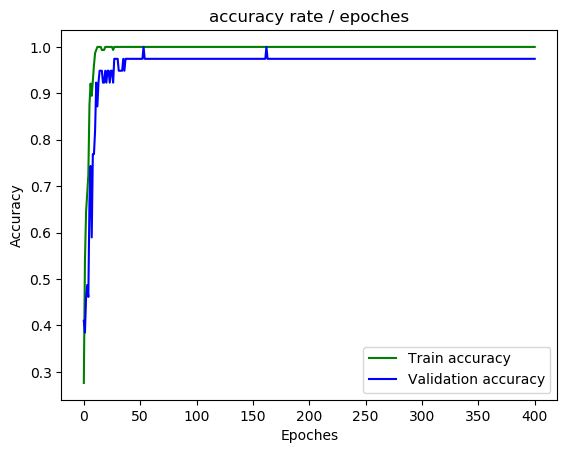 accuracy rate / epoches
1.0
0.9
0.8
0.7
0.6
0.5
0.4
0.3
Accuracy
Train accuracy
Validation accuracy
0 50 100 150 200 250 300 350 400
Epoches